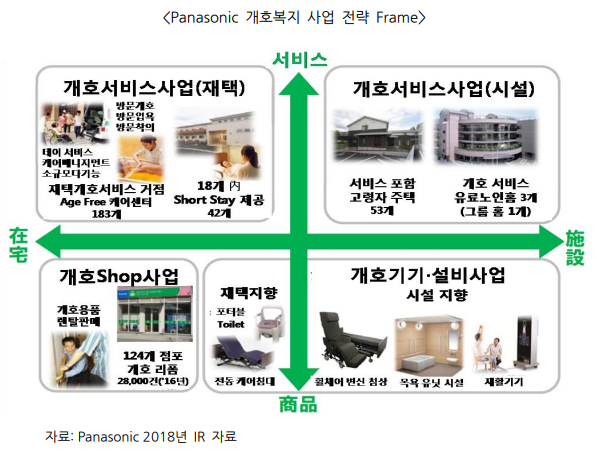 <Panasonic 개호복지 사업 전략 Frame>
서비스
개호서비스사업(재택)
방문개호
방문입욕
방문착의
데이 서비스
케어매니지먼트
소규모다기능
재택개호서비스 거점
Age Free 케어센터
183개
18개 內
Short Stay 제공
42개
개호서비스사업(시설)
서비스 포함
고령자 주택
53개
개호 서비스
유료노인홈 3개
(그룹 홈 1개)
在宅
施設
개호Shop사업
개호용품
렌탈판매
124개 점포
개호 리폼
28,000건('16년)
재택지향
: 포터블
Toilet
전동 케어침대
개호기기·설비사업
시설 지향
휠체어 변신 침상
목욕 유닛 시설
재활기기
商品
자료: Panasonic 2018년 IR 자료